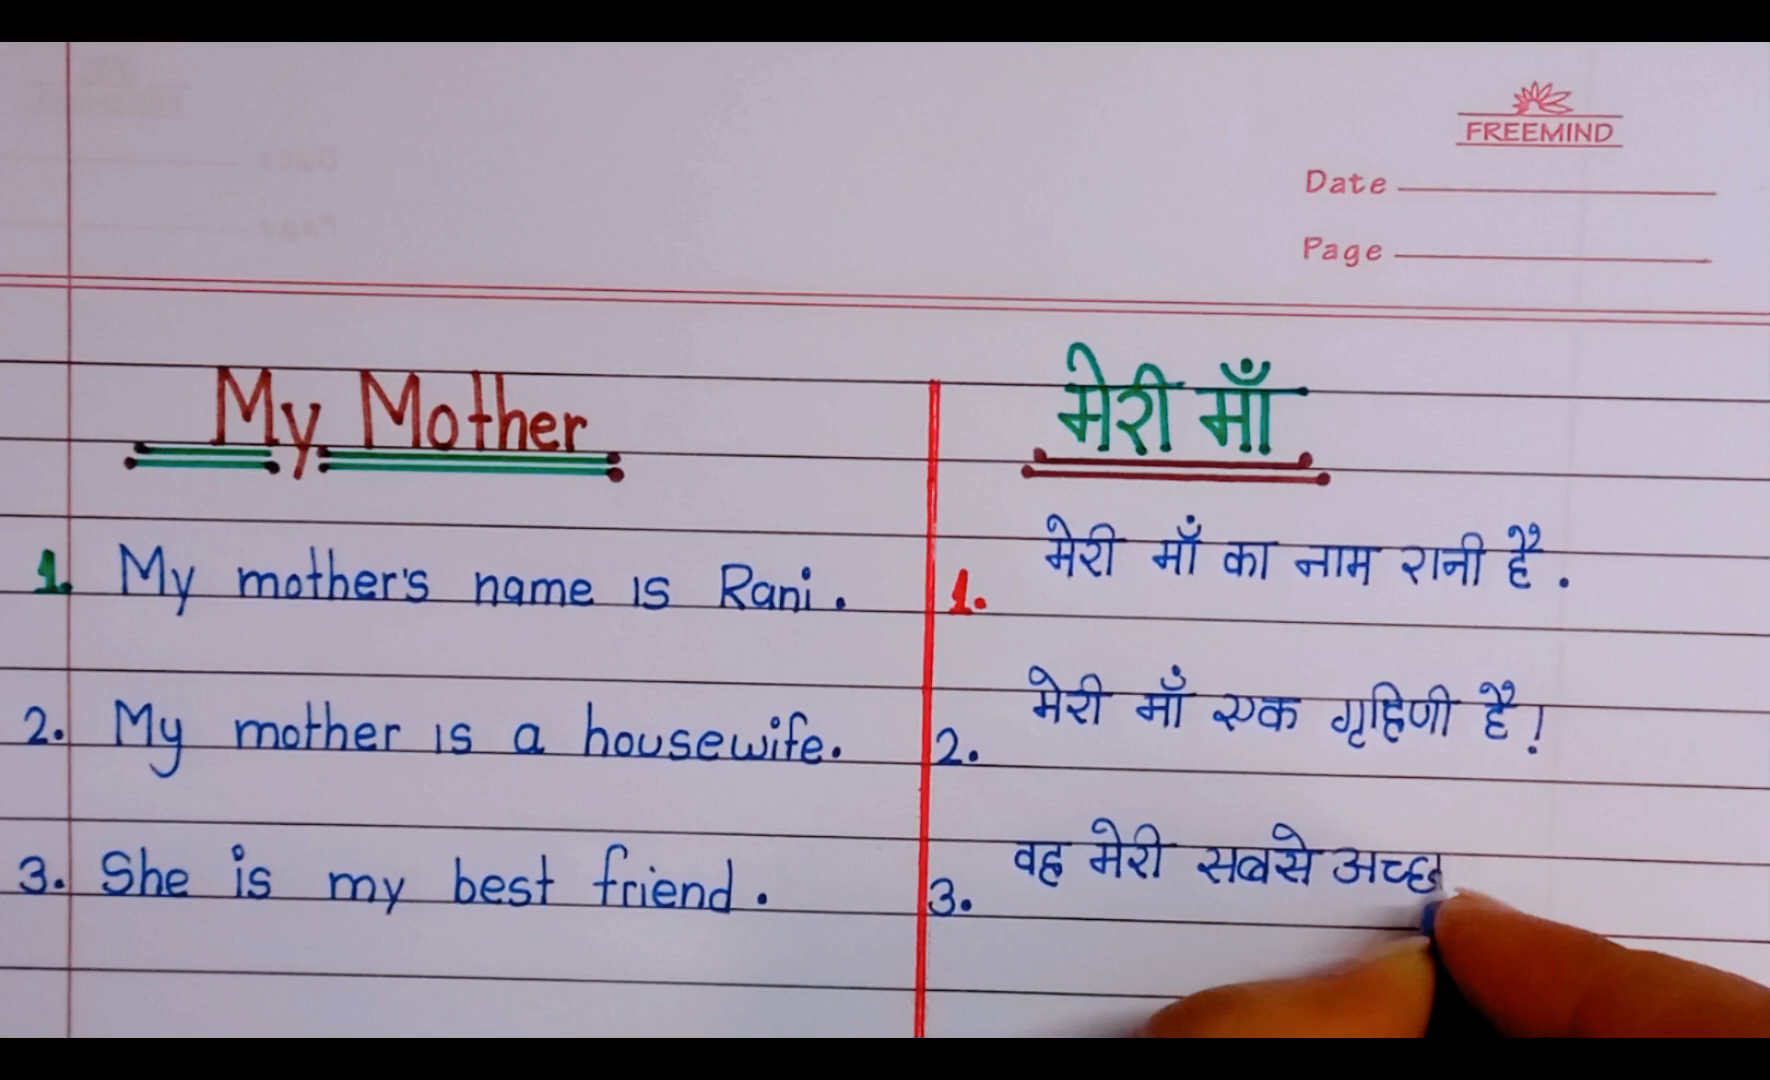 FREEMIND
Date
Page
My Mother
1. My mother's name is Rani.
2. My mother is a housewife.
3. She is my best friend.
मेरी माँ
1. मेरी माँ का नाम रानी है.
2. मेरी माँ एक गृहिणी है!
3. वह मेरी सबसे अच्छ